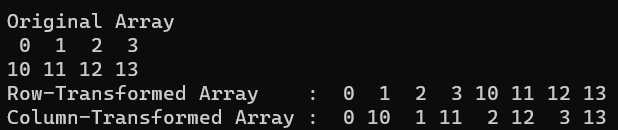 Original Array
 0  1  2  3
10 11 12 13
Row-Transformed Array    :  0  1  2  3 10 11 12 13
Column-Transformed Array :  0 10  1 11  2 12  3 13